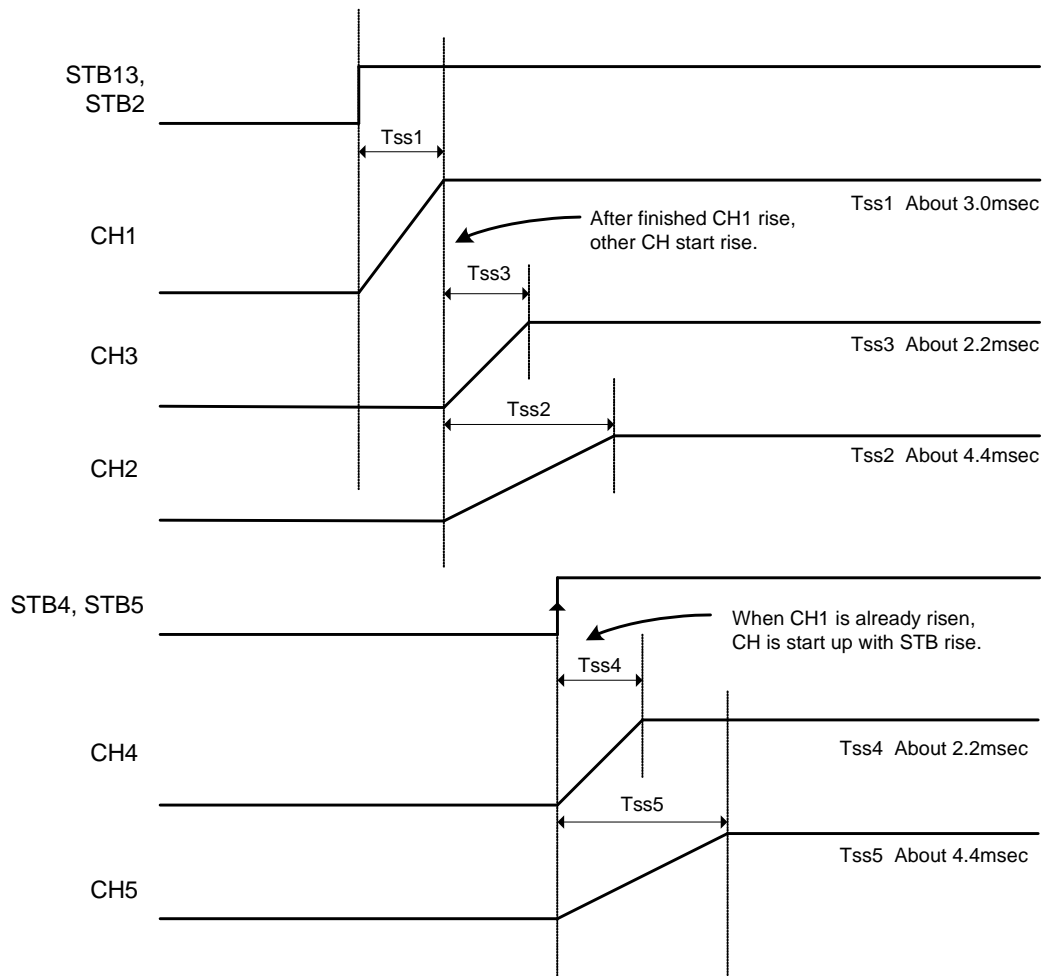 STB13,
STB2
Tss1
CH1
Tss1 About 3.0msec
After finished CH1 rise,
other CH start rise.
Tss3
CH3
Tss3 About 2.2msec
Tss2
CH2
Tss2 About 4.4msec
STB4, STB5
When CH1 is already risen,
CH is start up with STB rise.
Tss4
CH4
Tss4 About 2.2msec
Tss5
CH5
Tss5 About 4.4msec